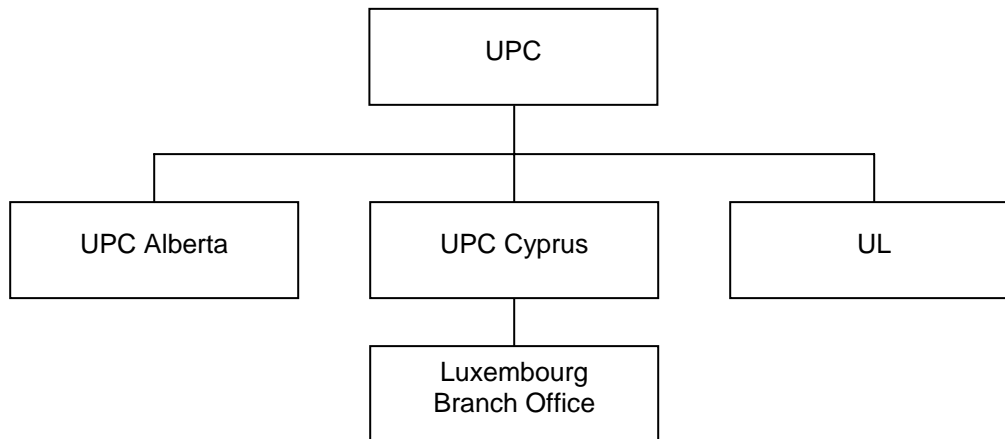 UPC
UPC Alberta
UPC Cyprus
UL
Luxembourg
Branch Office